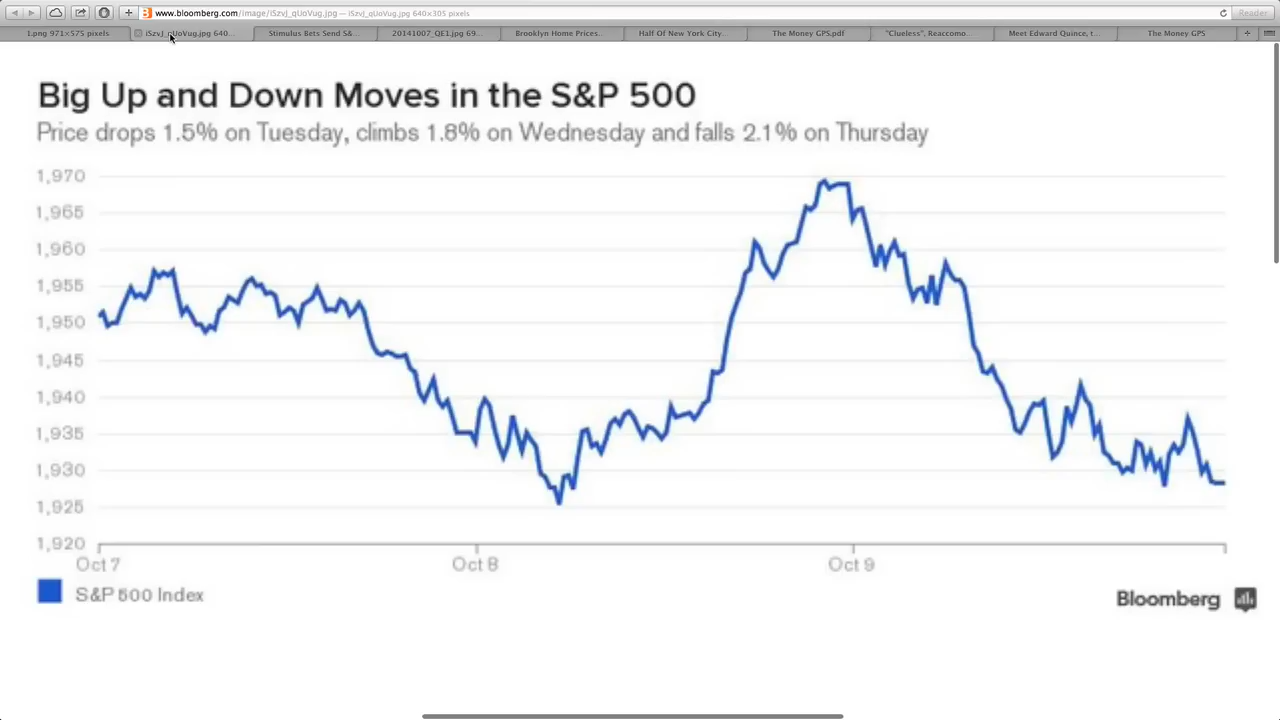 www.bloomberg.com/image/iSzvJ_qUoVug.jpg — iSzvJ_qUoVug.jpg 640×305 pixels
Reader
1.png 971×575 pixels
iSzvJ_qUoVug.jpg 640...
Stimulus Bets Send S&...
20141007_QE1.jpg 69...
Brooklyn Home Prices...
Half Of New York City...
The Money GPS.pdf
"Clueless", Reaccomo...
Meet Edward Quince, t...
The Money GPS
Big Up and Down Moves in the S&P 500
Price drops 1.5% on Tuesday, climbs 1.8% on Wednesday and falls 2.1% on Thursday
1,970
1,965
1,960
1,955
1,950
1,945
1,940
1,935
1,930
1,925
1,920
Oct 7
Oct 8
Oct 9
S&P 500 Index
Bloomberg